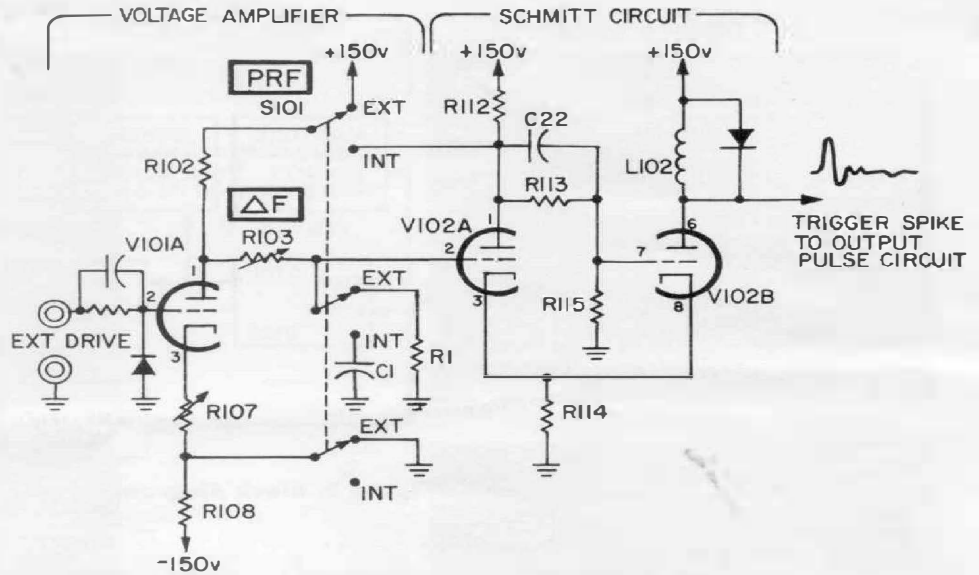 VOLTAGE AMPLIFIER
SCHMITT CIRCUIT
+150v
+150v
+150v
PRF
S101
EXT
R112
C22
INT
R102
L102
R113
ΔF
V102A
R103
1
TRIGGER SPIKE
TO OUTPUT
PULSE CIRCUIT
V101A
1
2
6
7
2
EXT
3
R115
8
V102B
EXT DRIVE
3
INT
C1
R1
R107
R114
EXT
INT
R108
-150v